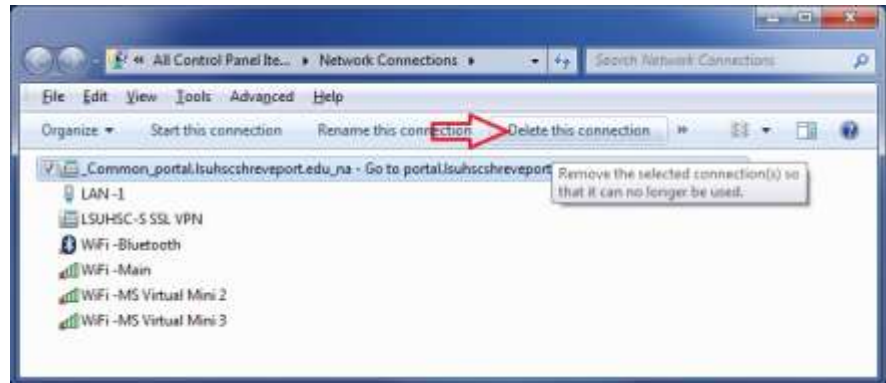 « All Control Panel Ite... ▸ Network Connections ▸ Search Network Connections
File Edit View Tools Advanced Help
Organize ▾ Start this connection Rename this connection Delete this connection »
_Common_portal.lsuhscshreveport.edu_na - Go to portal.lsuhscshreveport
Remove the selected connection(s) so
that it can no longer be used.
LAN -1
LSUHSC-S SSL VPN
WiFi -Bluetooth
WiFi -Main
WiFi -MS Virtual Mini 2
WiFi -MS Virtual Mini 3